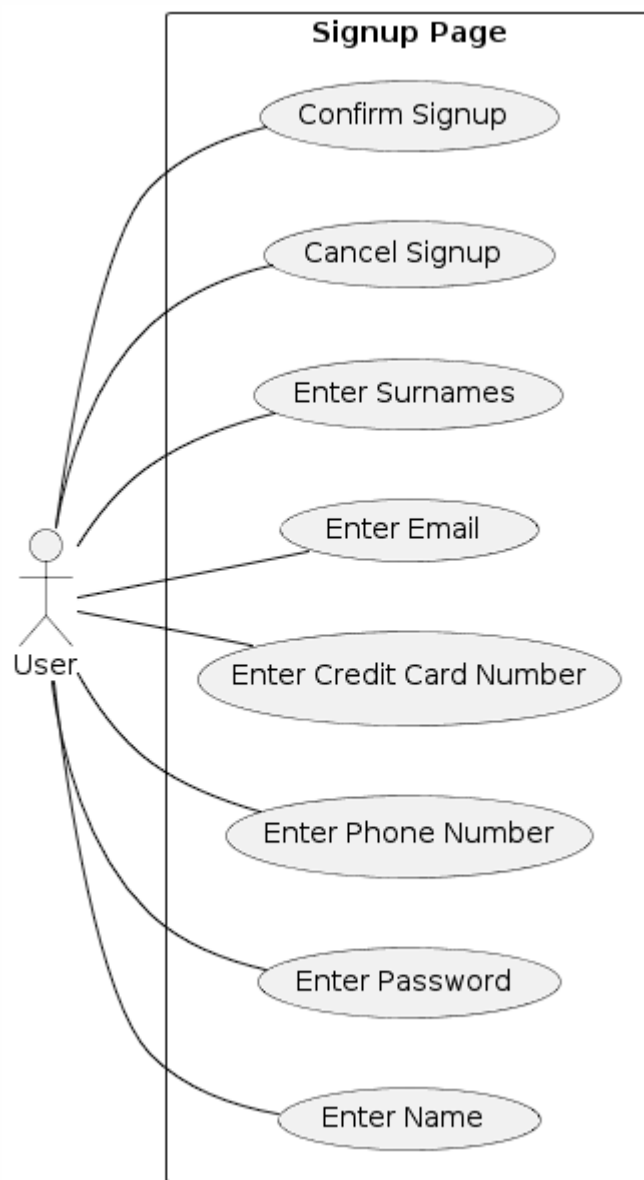 Signup Page
Confirm Signup
Cancel Signup
Enter Surnames
Enter Email
User
Enter Credit Card Number
Enter Phone Number
Enter Password
Enter Name